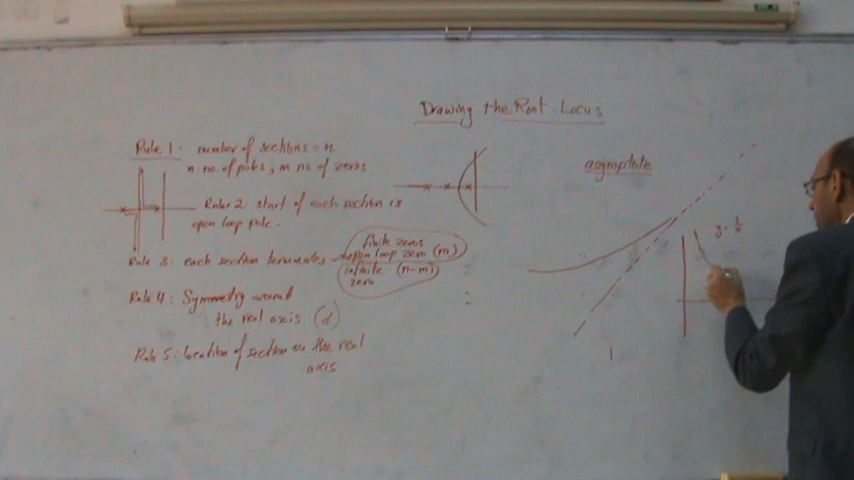 Drawing the Root Locus
Rule 1: number of sections = n
n: no of pols, m no of zeros
Rule 2: start of each section is
open loop pole.
Rule 3: each section terminates
finite zeros
open loop zero (m)
infinite (n-m)
zero
Rule 4: Symmetry around
the real axis (σ)
Rule 5: location of section on the real
axis
asymptote
y = 1/x